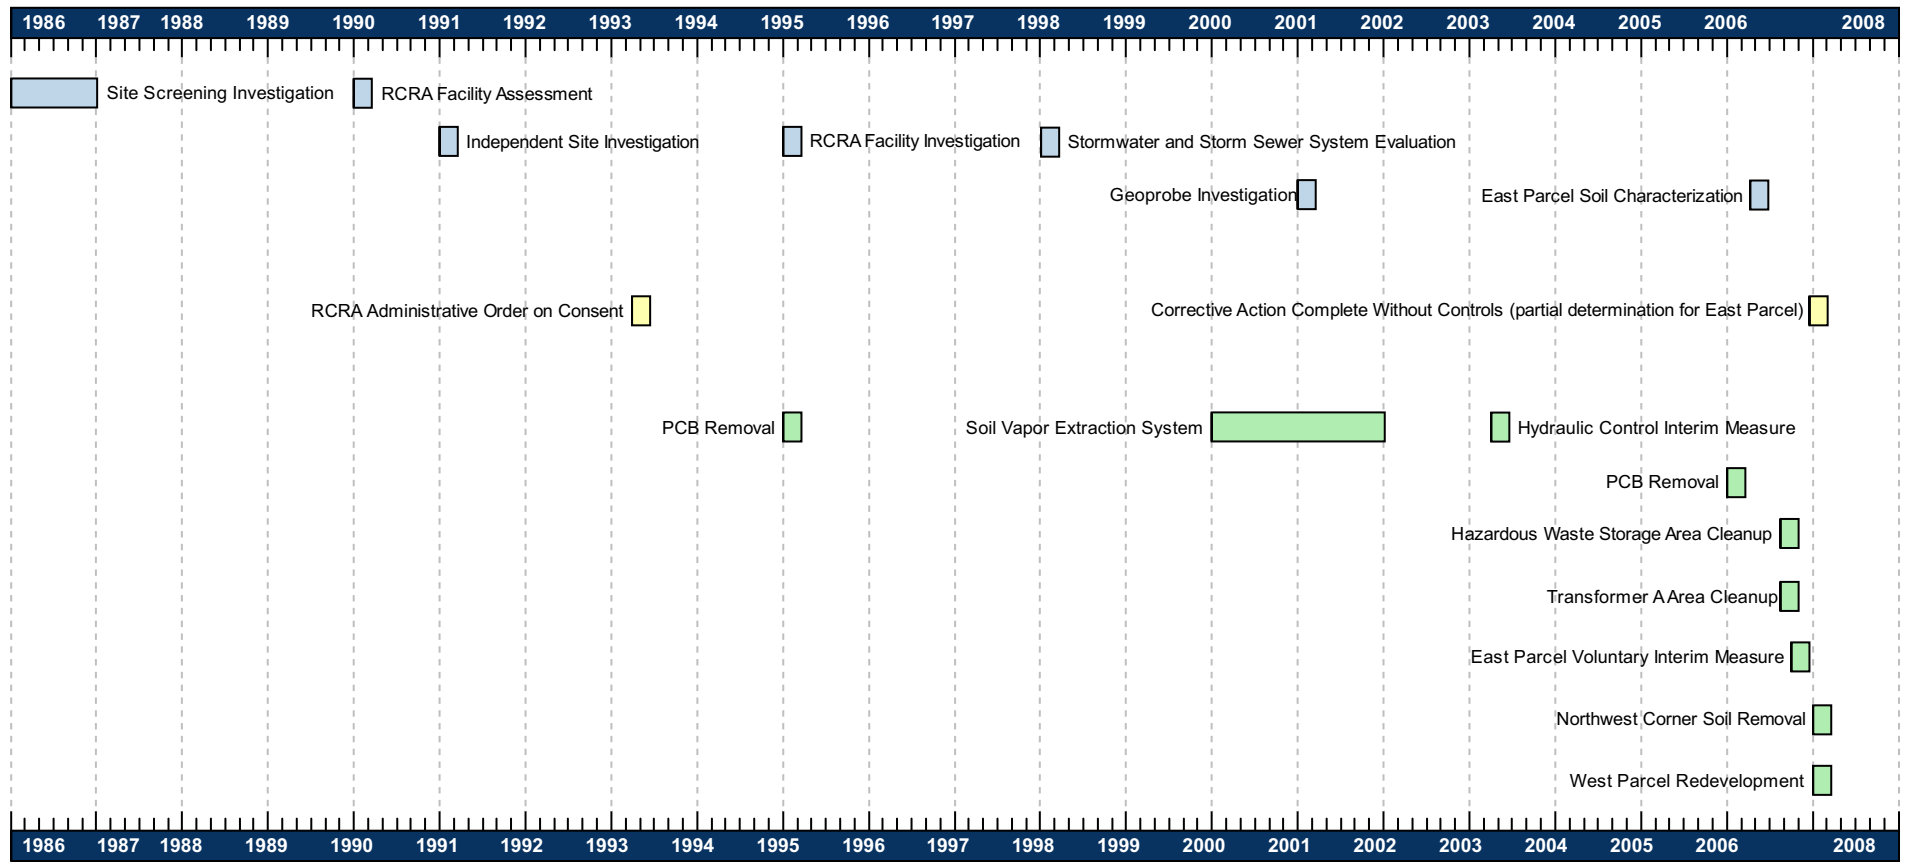 1986 1987 1988 1989 1990 1991 1992 1993 1994 1995 1996 1997 1998 1999 2000 2001 2002 2003 2004 2005 2006 2008
Site Screening Investigation RCRA Facility Assessment
Independent Site Investigation RCRA Facility Investigation Stormwater and Storm Sewer System Evaluation
Geoprobe Investigation East Parcel Soil Characterization
RCRA Administrative Order on Consent Corrective Action Complete Without Controls (partial determination for East Parcel)
PCB Removal Soil Vapor Extraction System Hydraulic Control Interim Measure
PCB Removal
Hazardous Waste Storage Area Cleanup
Transformer A Area Cleanup
East Parcel Voluntary Interim Measure
Northwest Corner Soil Removal
West Parcel Redevelopment
1986 1987 1988 1989 1990 1991 1992 1993 1994 1995 1996 1997 1998 1999 2000 2001 2002 2003 2004 2005 2006 2008